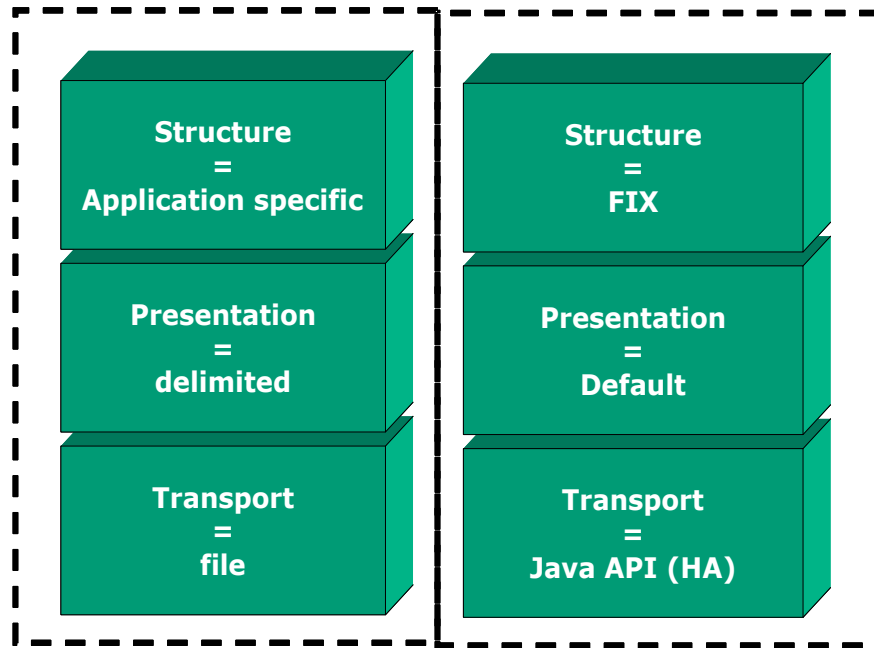 Structure
=
Application specific
Presentation
=
delimited
Transport
=
file
Structure
=
FIX
Presentation
=
Default
Transport
=
Java API (HA)